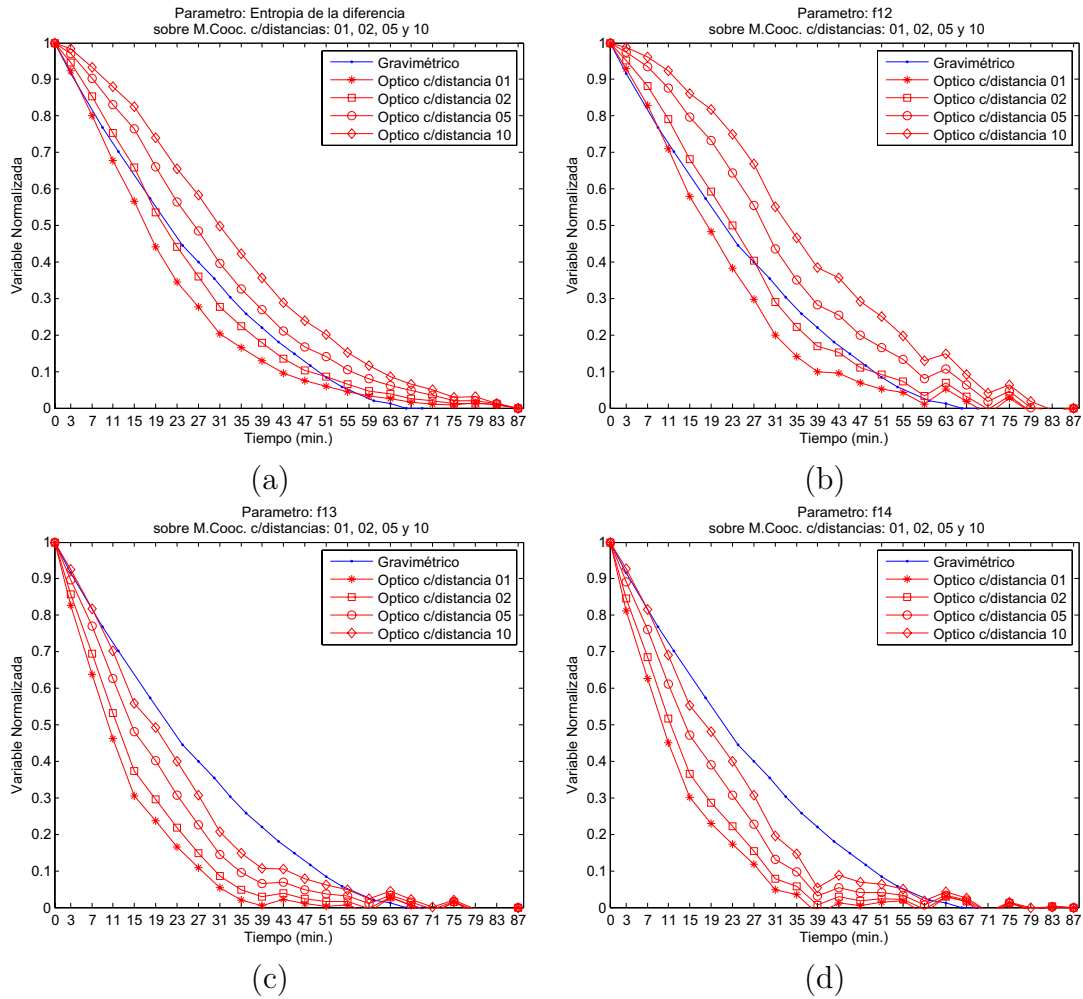 Parametro: Entropia de la diferencia
sobre M.Cooc. c/distancias: 01, 02, 05 y 10
Gravimétrico
Optico c/distancia 01
Optico c/distancia 02
Optico c/distancia 05
Optico c/distancia 10
Variable Normalizada
1
0.9
0.8
0.7
0.6
0.5
0.4
0.3
0.2
0.1
0
0 3 7 11 15 19 23 27 31 35 39 43 47 51 55 59 63 67 71 75 79 83 87
Tiempo (min.)
(a)
Parametro: f12
sobre M.Cooc. c/distancias: 01, 02, 05 y 10
Gravimétrico
Optico c/distancia 01
Optico c/distancia 02
Optico c/distancia 05
Optico c/distancia 10
Variable Normalizada
1
0.9
0.8
0.7
0.6
0.5
0.4
0.3
0.2
0.1
0
0 3 7 11 15 19 23 27 31 35 39 43 47 51 55 59 63 67 71 75 79 83 87
Tiempo (min.)
(b)
Parametro: f13
sobre M.Cooc. c/distancias: 01, 02, 05 y 10
Gravimétrico
Optico c/distancia 01
Optico c/distancia 02
Optico c/distancia 05
Optico c/distancia 10
Variable Normalizada
1
0.9
0.8
0.7
0.6
0.5
0.4
0.3
0.2
0.1
0
0 3 7 11 15 19 23 27 31 35 39 43 47 51 55 59 63 67 71 75 79 83 87
Tiempo (min.)
(c)
Parametro: f14
sobre M.Cooc. c/distancias: 01, 02, 05 y 10
Gravimétrico
Optico c/distancia 01
Optico c/distancia 02
Optico c/distancia 05
Optico c/distancia 10
Variable Normalizada
1
0.9
0.8
0.7
0.6
0.5
0.4
0.3
0.2
0.1
0
0 3 7 11 15 19 23 27 31 35 39 43 47 51 55 59 63 67 71 75 79 83 87
Tiempo (min.)
(d)